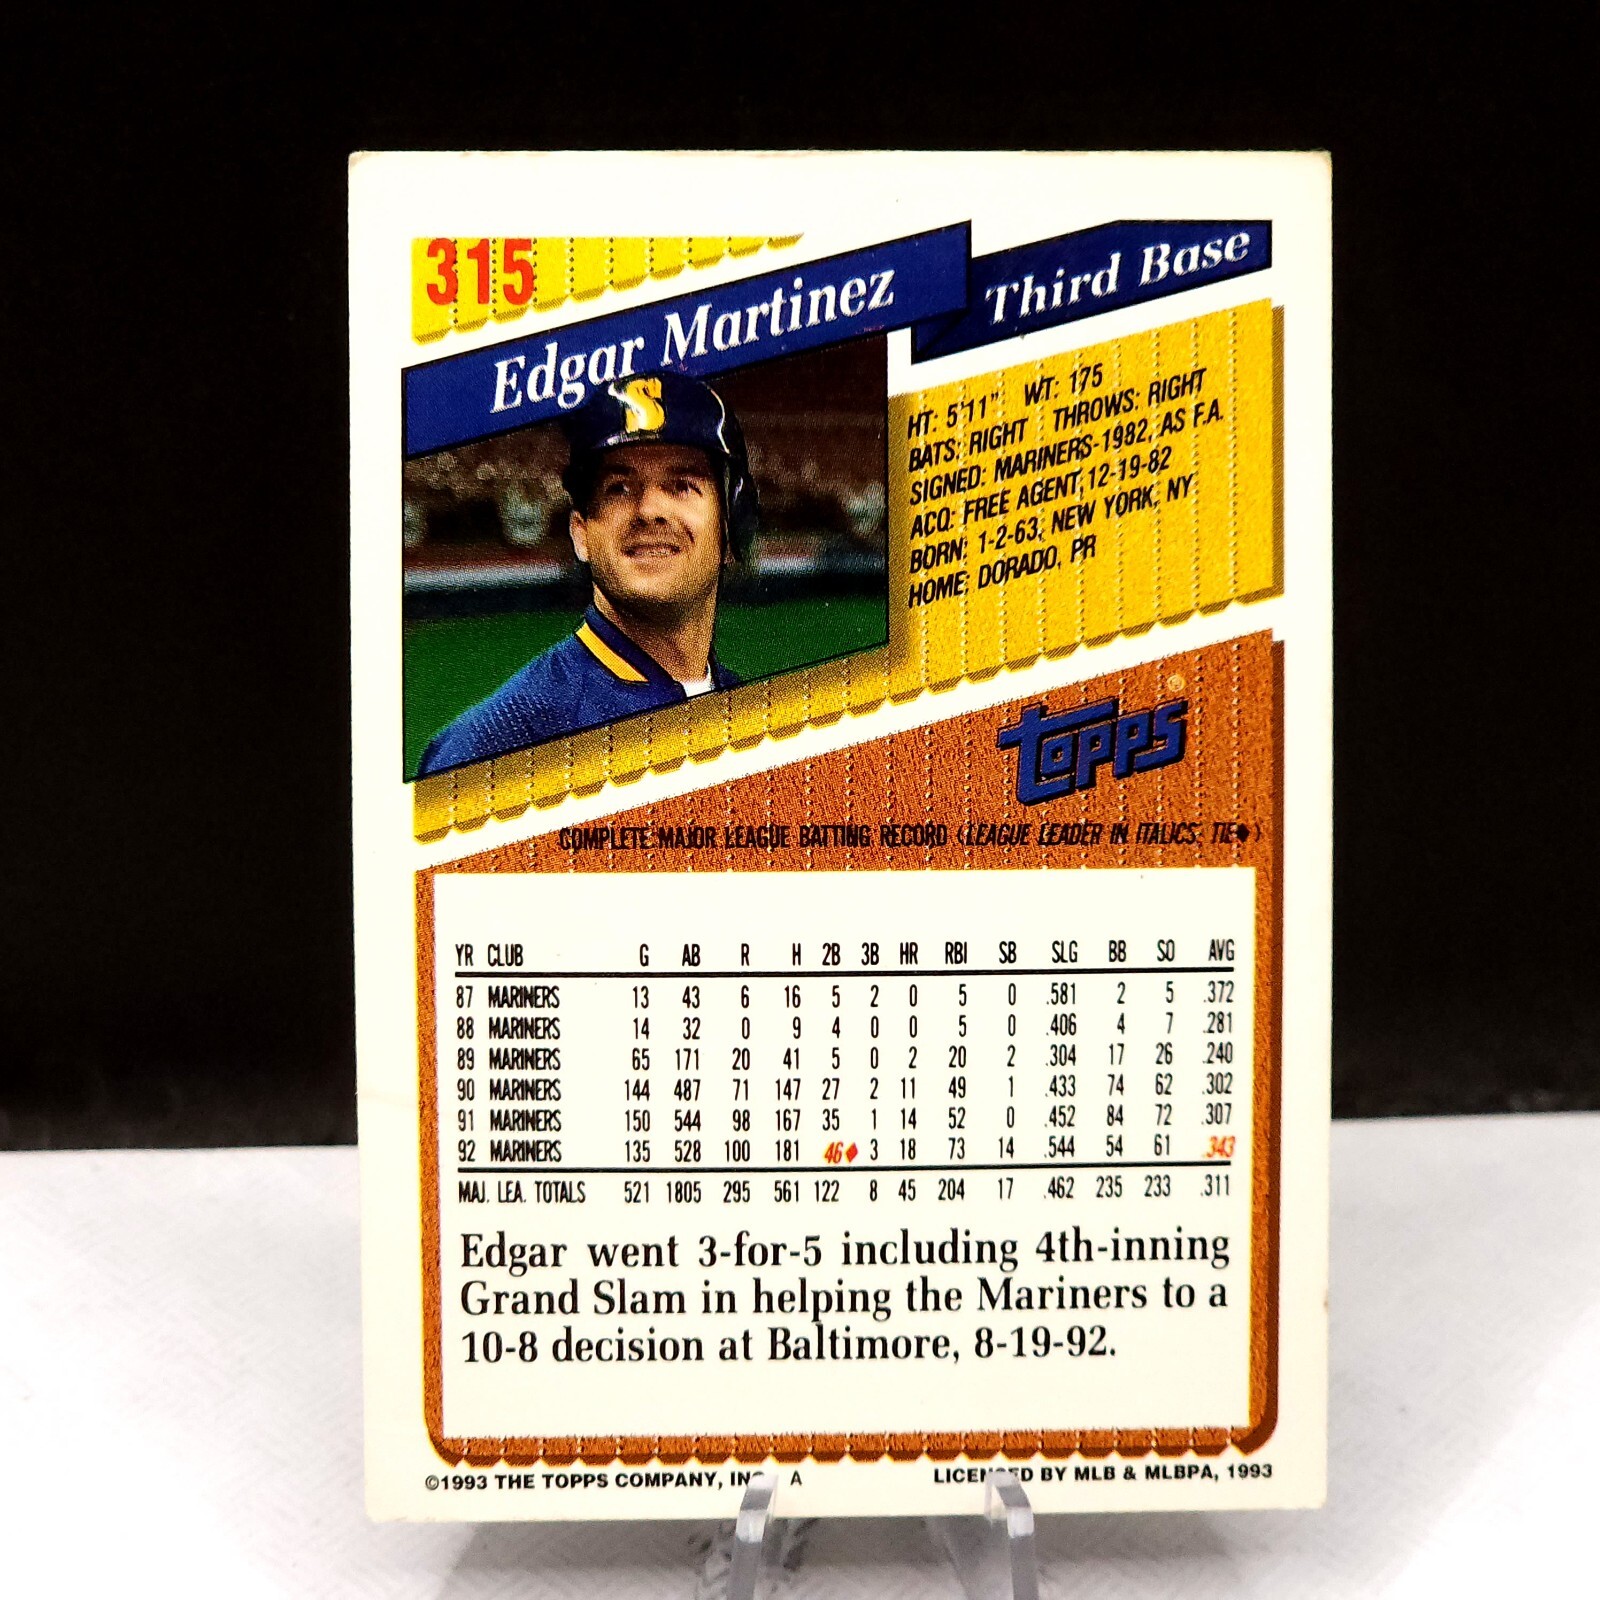 315
Edgar Martinez
Third Base
HT: 5'11" WT: 175
BATS: RIGHT THROWS: RIGHT
SIGNED: MARINERS-1982, AS F.A.
ACQ: FREE AGENT, 12-19-82
BORN: 1-2-63, NEW YORK, NY
HOME: DORADO, PR
S
topps®
COMPLETE MAJOR LEAGUE BATTING RECORD (LEAGUE LEADER IN ITALICS, TIE♦)
YR CLUB G AB R H 2B 3B HR RBI SB SLG BB SO AVG
87 MARINERS 13 43 6 16 5 2 0 5 0 .581 2 5 .372
88 MARINERS 14 32 0 9 4 0 0 5 0 .406 4 7 .281
89 MARINERS 65 171 20 41 5 0 2 20 2 .304 17 26 .240
90 MARINERS 144 487 71 147 27 2 11 49 1 .433 74 62 .302
91 MARINERS 150 544 98 167 35 1 14 52 0 .452 84 72 .307
92 MARINERS 135 528 100 181 46♦ 3 18 73 14 .544 54 61 .343
MAJ. LEA. TOTALS 521 1805 295 561 122 8 45 204 17 .462 235 233 .311
Edgar went 3-for-5 including 4th-inning
Grand Slam in helping the Mariners to a
10-8 decision at Baltimore, 8-19-92.
©1993 THE TOPPS COMPANY, INC. A
LICENSED BY MLB & MLBPA, 1993